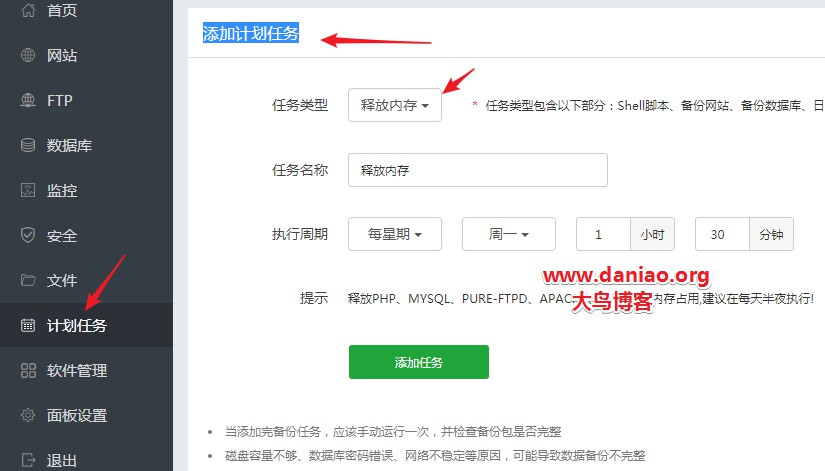 首页
网站
FTP
数据库
监控
安全
文件
计划任务
软件管理
面板设置
退出
添加计划任务
任务类型 释放内存 * 任务类型包含以下部分：Shell脚本、备份网站、备份数据库、日
任务名称 释放内存
执行周期 每星期 周一 1 小时 30 分钟
www.daniao.org
大鸟博客
提示 释放PHP、MYSQL、PURE-FTPD、APAC 内存占用,建议在每天半夜执行!
添加任务
当添加完备份任务，应该手动运行一次，并检查备份包是否完整
磁盘容量不够、数据库密码错误、网络不稳定等原因，可能导致数据备份不完整